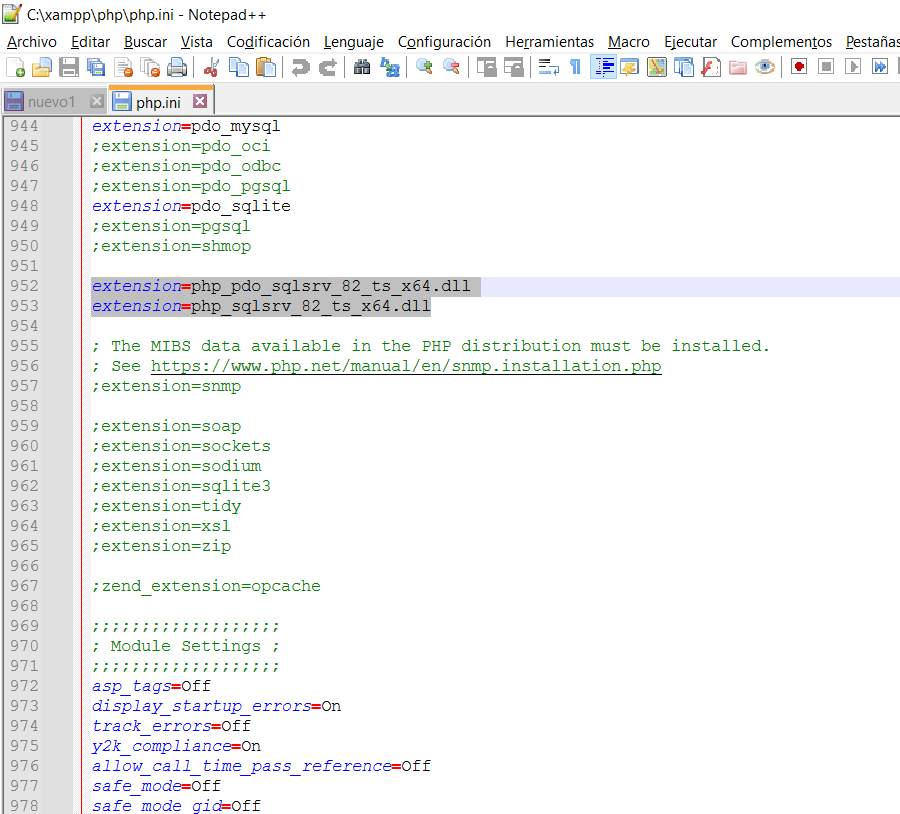 C:\xampp\php\php.ini - Notepad++
Archivo Editar Buscar Vista Codificación Lenguaje Configuración Herramientas Macro Ejecutar Complementos Pestañas
nuevo1 php.ini
944 extension=pdo_mysql
945 ;extension=pdo_oci
946 ;extension=pdo_odbc
947 ;extension=pdo_pgsql
948 extension=pdo_sqlite
949 ;extension=pgsql
950 ;extension=shmop
951
952 extension=php_pdo_sqlsrv_82_ts_x64.dll
953 extension=php_sqlsrv_82_ts_x64.dll
954
955 ; The MIBS data available in the PHP distribution must be installed.
956 ; See https://www.php.net/manual/en/snmp.installation.php
957 ;extension=snmp
958
959 ;extension=soap
960 ;extension=sockets
961 ;extension=sodium
962 ;extension=sqlite3
963 ;extension=tidy
964 ;extension=xsl
965 ;extension=zip
966
967 ;zend_extension=opcache
968
969 ;;;;;;;;;;;;;;;;;;;
970 ; Module Settings ;
971 ;;;;;;;;;;;;;;;;;;;
972 asp_tags=Off
973 display_startup_errors=On
974 track_errors=Off
975 y2k_compliance=On
976 allow_call_time_pass_reference=Off
977 safe_mode=Off
978 safe_mode_gid=Off